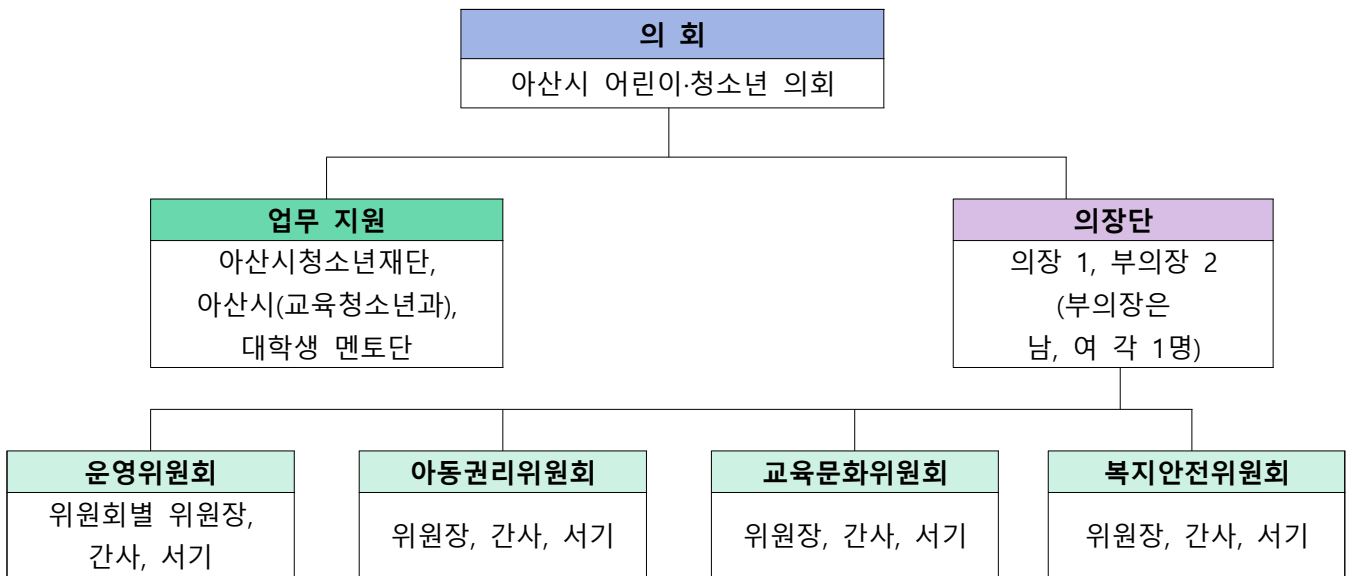 의 회
아산시 어린이·청소년 의회
업무 지원
아산시청소년재단,
아산시(교육청소년과),
대학생 멘토단
의장단
의장 1, 부의장 2
(부의장은
남, 여 각 1명)
운영위원회
위원회별 위원장,
간사, 서기
아동권리위원회
위원장, 간사, 서기
교육문화위원회
위원장, 간사, 서기
복지안전위원회
위원장, 간사, 서기